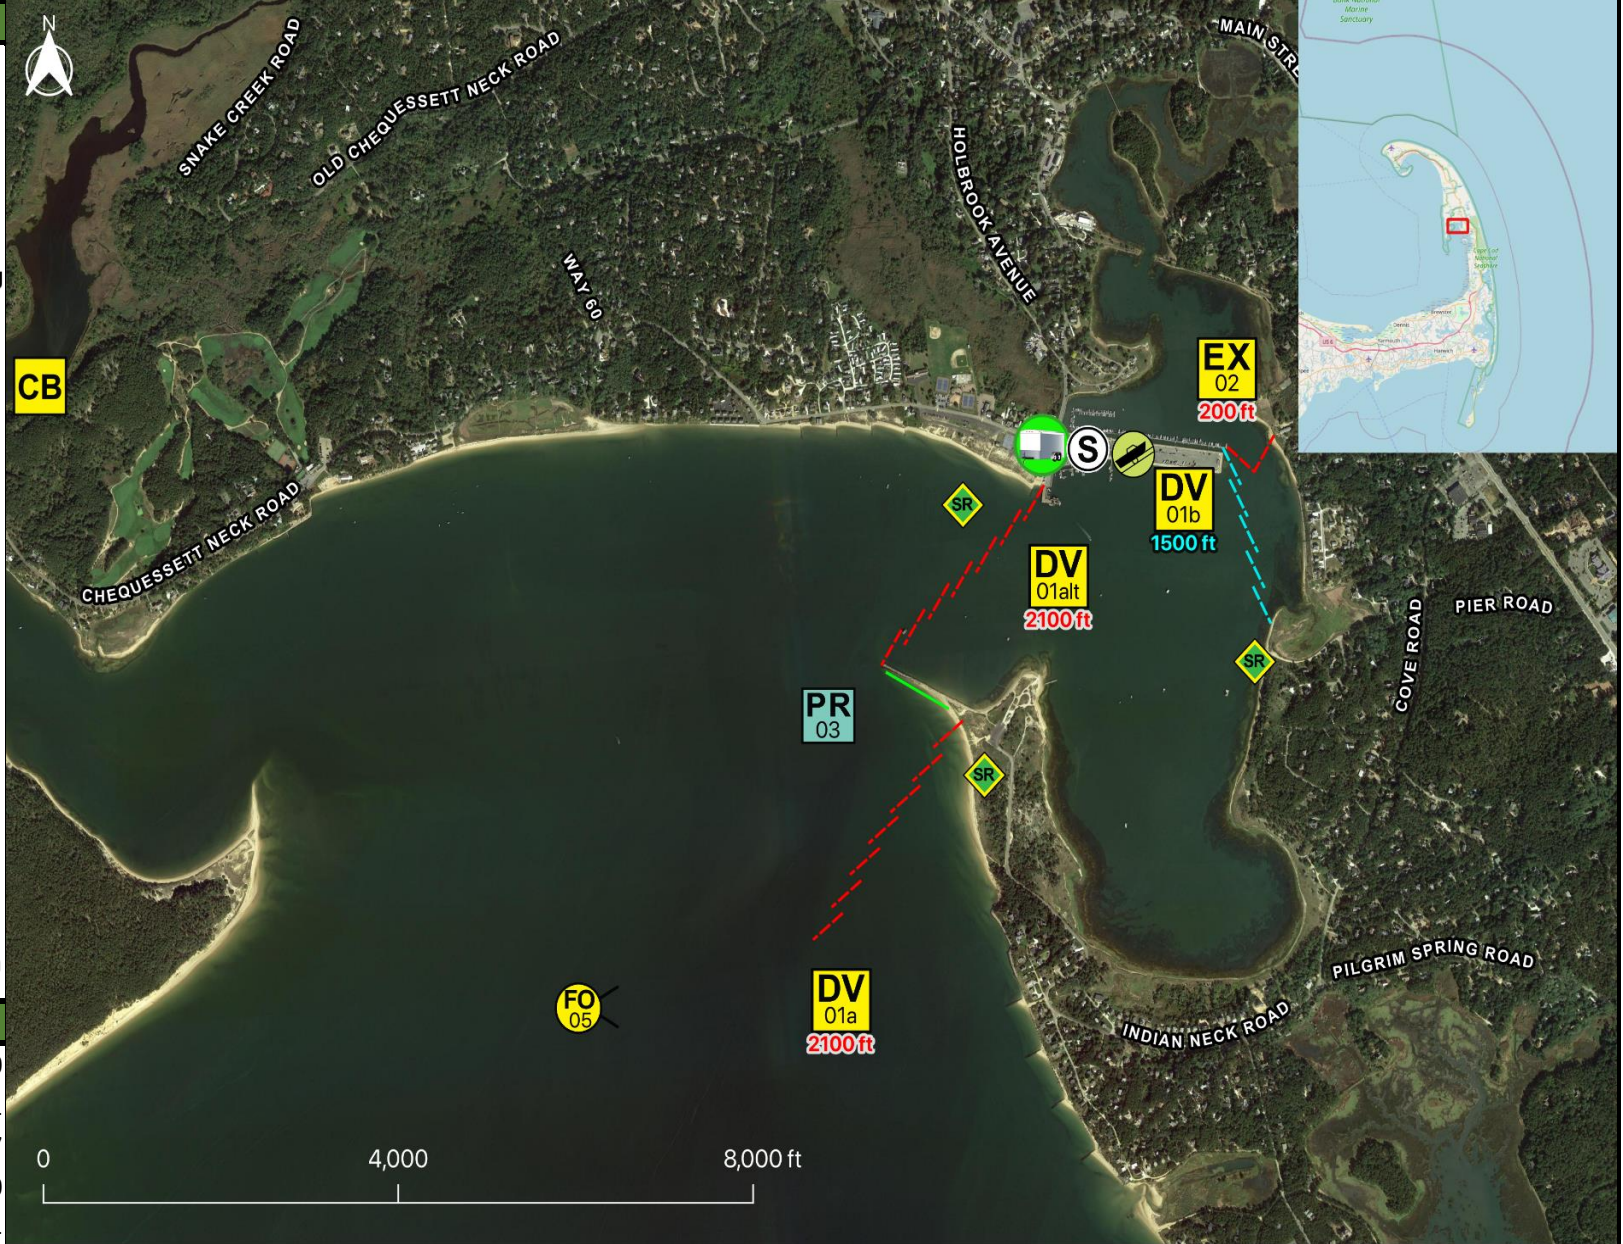 N
SNAKE CREEK ROAD
OLD CHEQUESSETT NECK ROAD
MAIN STRE
Marine
Sanctuary
HOLBROOK AVENUE
WAY 60
CB
EX
02
200 ft
S
DV
01b
1500 ft
SR
DV
01alt
2100 ft
CHEQUESSETT NECK ROAD
PIER ROAD
COVE ROAD
SR
PR
03
SR
PILGRIM SPRING ROAD
INDIAN NECK ROAD
FO
05
DV
01a
2100 ft
0
4,000
8,000 ft